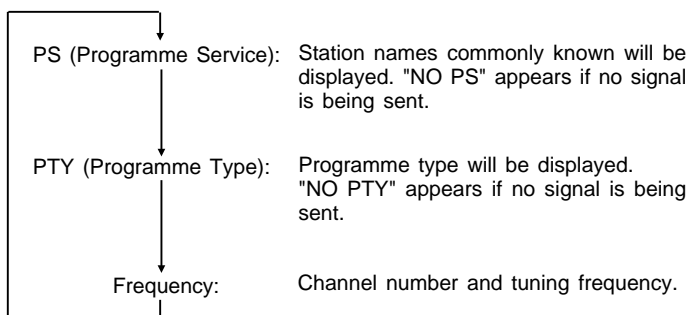 PS (Programme Service): Station names commonly known will be
displayed. "NO PS" appears if no signal
is being sent.
PTY (Programme Type): Programme type will be displayed.
"NO PTY" appears if no signal is being
sent.
Frequency: Channel number and tuning frequency.